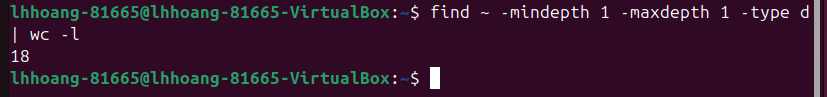 lhhoang-81665@lhhoang-81665-VirtualBox:~$ find ~ -mindepth 1 -maxdepth 1 -type d
| wc -l
18
lhhoang-81665@lhhoang-81665-VirtualBox:~$